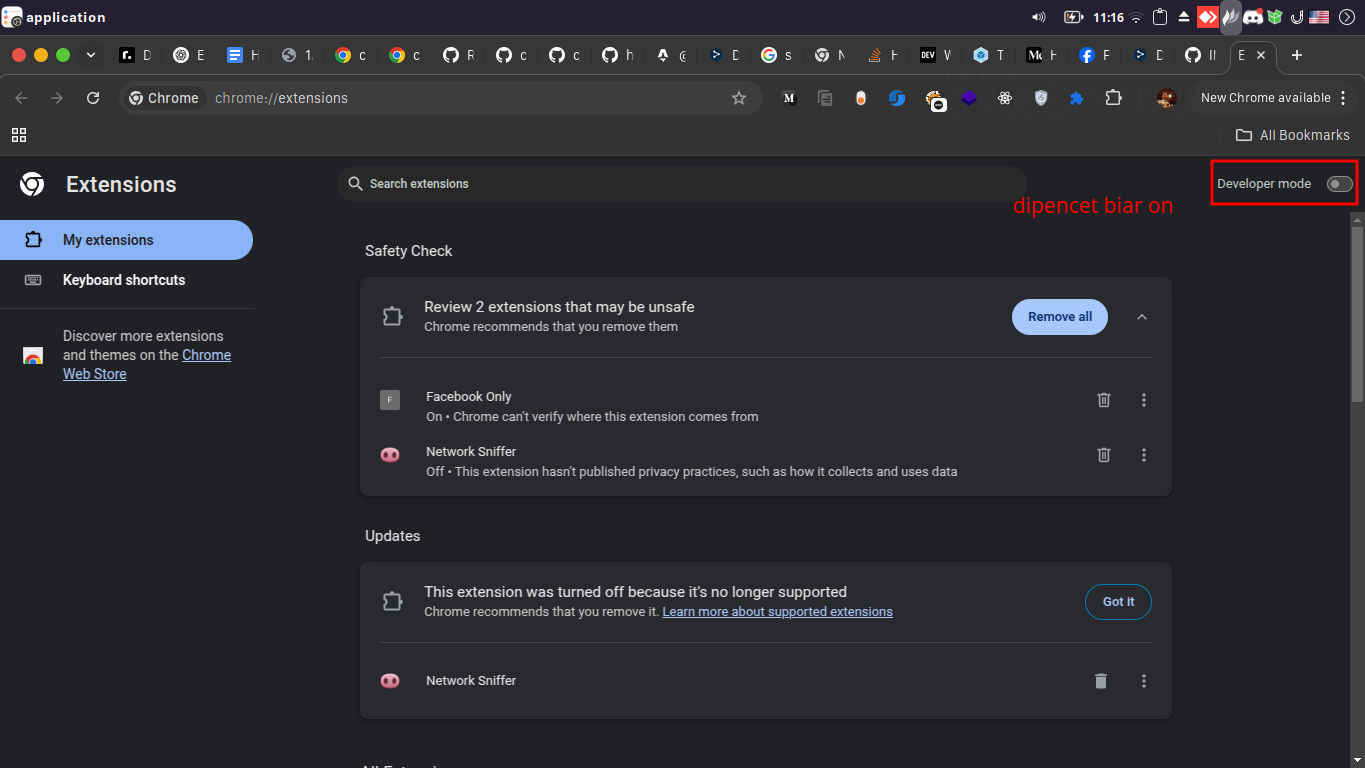 application
11:16
D
E
H
1.
c
c
R
c
c
h
@
D
s
N
H
DEV
W
T
H
F
D
E
Chrome
chrome://extensions
M
New Chrome available
All Bookmarks
Extensions
Search extensions
Developer mode
dipencet biar on
My extensions
Keyboard shortcuts
Discover more extensions
and themes on the Chrome
Web Store
Safety Check
Review 2 extensions that may be unsafe
Chrome recommends that you remove them
Remove all
F
Facebook Only
On • Chrome can't verify where this extension comes from
Network Sniffer
Off • This extension hasn't published privacy practices, such as how it collects and uses data
Updates
This extension was turned off because it's no longer supported
Chrome recommends that you remove it. Learn more about supported extensions
Got it
Network Sniffer